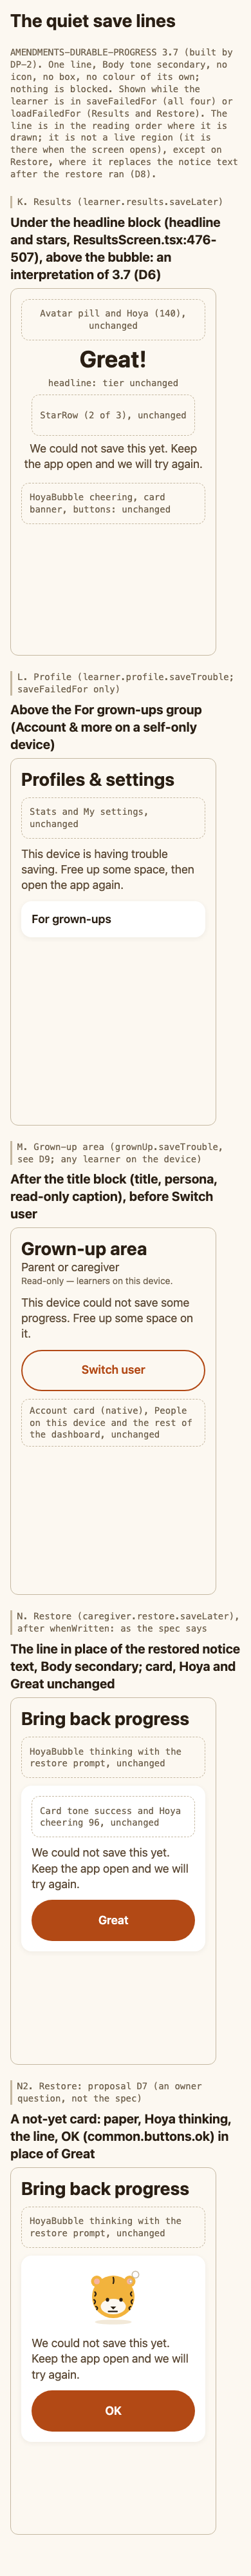 The quiet save lines
AMENDMENTS-DURABLE-PROGRESS 3.7 (built by
DP-2). One line, Body tone secondary, no
icon, no box, no colour of its own;
nothing is blocked. Shown while the
learner is in saveFailedFor (all four) or
loadFailedFor (Results and Restore). The
line is in the reading order where it is
drawn; it is not a live region (it is
there when the screen opens), except on
Restore, where it replaces the notice text
after the restore ran (D8).
K. Results (learner.results.saveLater)
Under the headline block (headline
and stars, ResultsScreen.tsx:476-
507), above the bubble: an
interpretation of 3.7 (D6)
Avatar pill and Hoya (140),
unchanged
Great!
headline: tier unchanged
StarRow (2 of 3), unchanged
We could not save this yet. Keep
the app open and we will try again.
HoyaBubble cheering, card
banner, buttons: unchanged
L. Profile (learner.profile.saveTrouble;
saveFailedFor only)
Above the For grown-ups group
(Account & more on a self-only
device)
Profiles & settings
Stats and My settings,
unchanged
This device is having trouble
saving. Free up some space, then
open the app again.
For grown-ups
M. Grown-up area (grownUp.saveTrouble,
see D9; any learner on the device)
After the title block (title, persona,
read-only caption), before Switch
user
Grown-up area
Parent or caregiver
Read-only — learners on this device.
This device could not save some
progress. Free up some space on
it.
Switch user
Account card (native), People
on this device and the rest of
the dashboard, unchanged
N. Restore (caregiver.restore.saveLater),
after whenWritten: as the spec says
The line in place of the restored notice
text, Body secondary; card, Hoya and
Great unchanged
Bring back progress
HoyaBubble thinking with the
restore prompt, unchanged
Card tone success and Hoya
cheering 96, unchanged
We could not save this yet.
Keep the app open and we will
try again.
Great
N2. Restore: proposal D7 (an owner
question, not the spec)
A not-yet card: paper, Hoya thinking,
the line, OK (common.buttons.ok) in
place of Great
Bring back progress
HoyaBubble thinking with the
restore prompt, unchanged
We could not save this yet.
Keep the app open and we will
try again.
OK